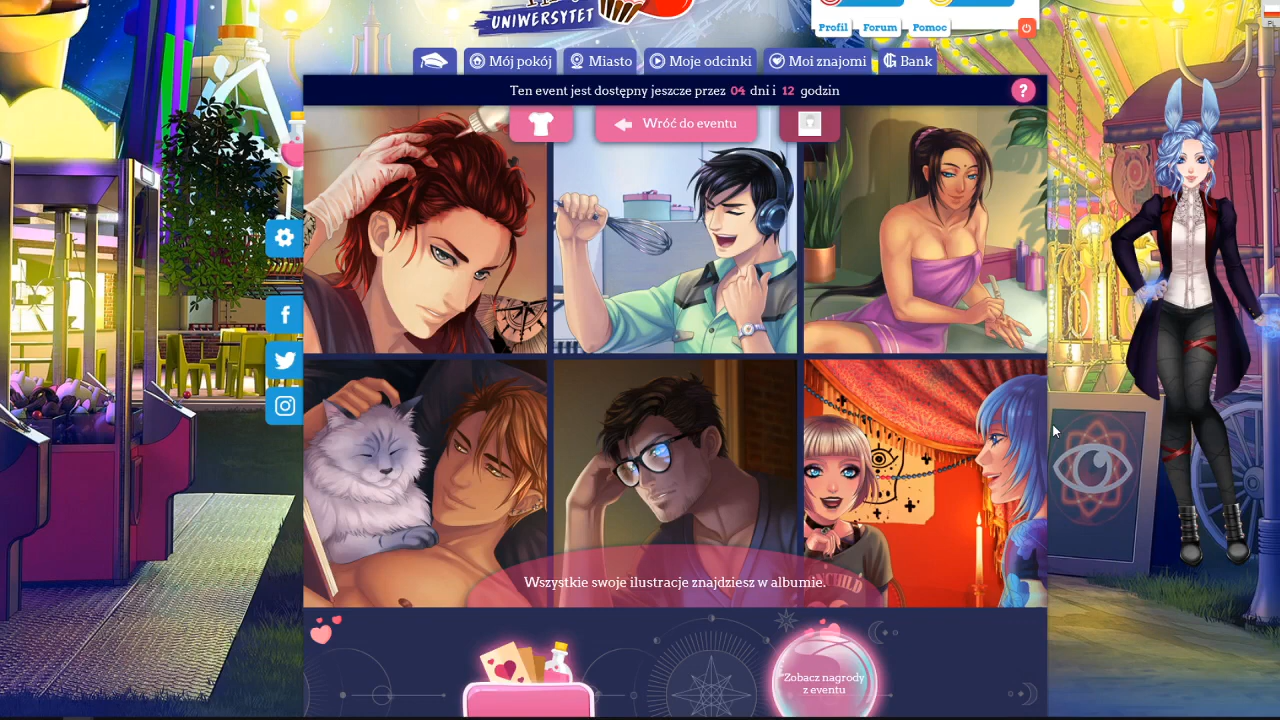 UNIWERSYTET
Profil Forum Pomoc
Mój pokój Miasto Moje odcinki Moi znajomi Bank
Ten event jest dostępny jeszcze przez 04 dni i 12 godzin
?
Wróć do eventu
CHILD
Wszystkie swoje ilustracje znajdziesz w albumie.
Zobacz nagrody
z eventu